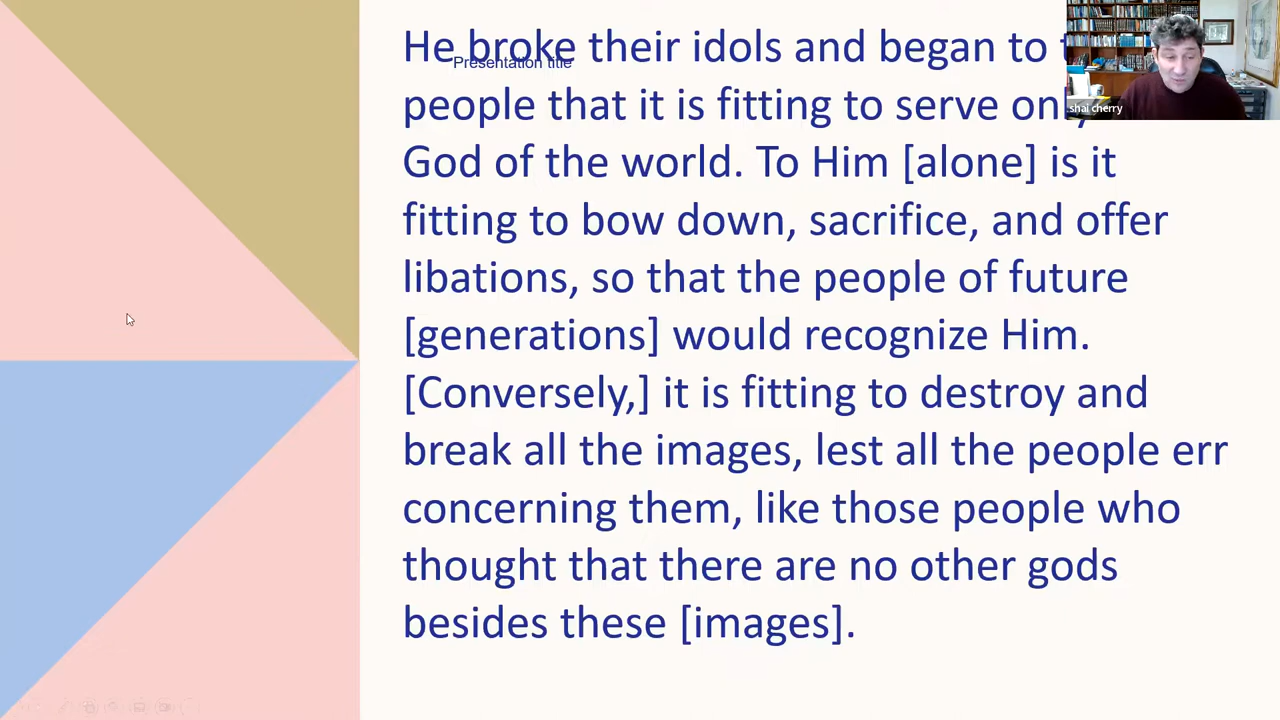 He broke their idols and began to
Presentation title
people that it is fitting to serve only
God of the world. To Him [alone] is it
fitting to bow down, sacrifice, and offer
libations, so that the people of future
[generations] would recognize Him.
[Conversely,] it is fitting to destroy and
break all the images, lest all the people err
concerning them, like those people who
thought that there are no other gods
besides these [images].
shai cherry